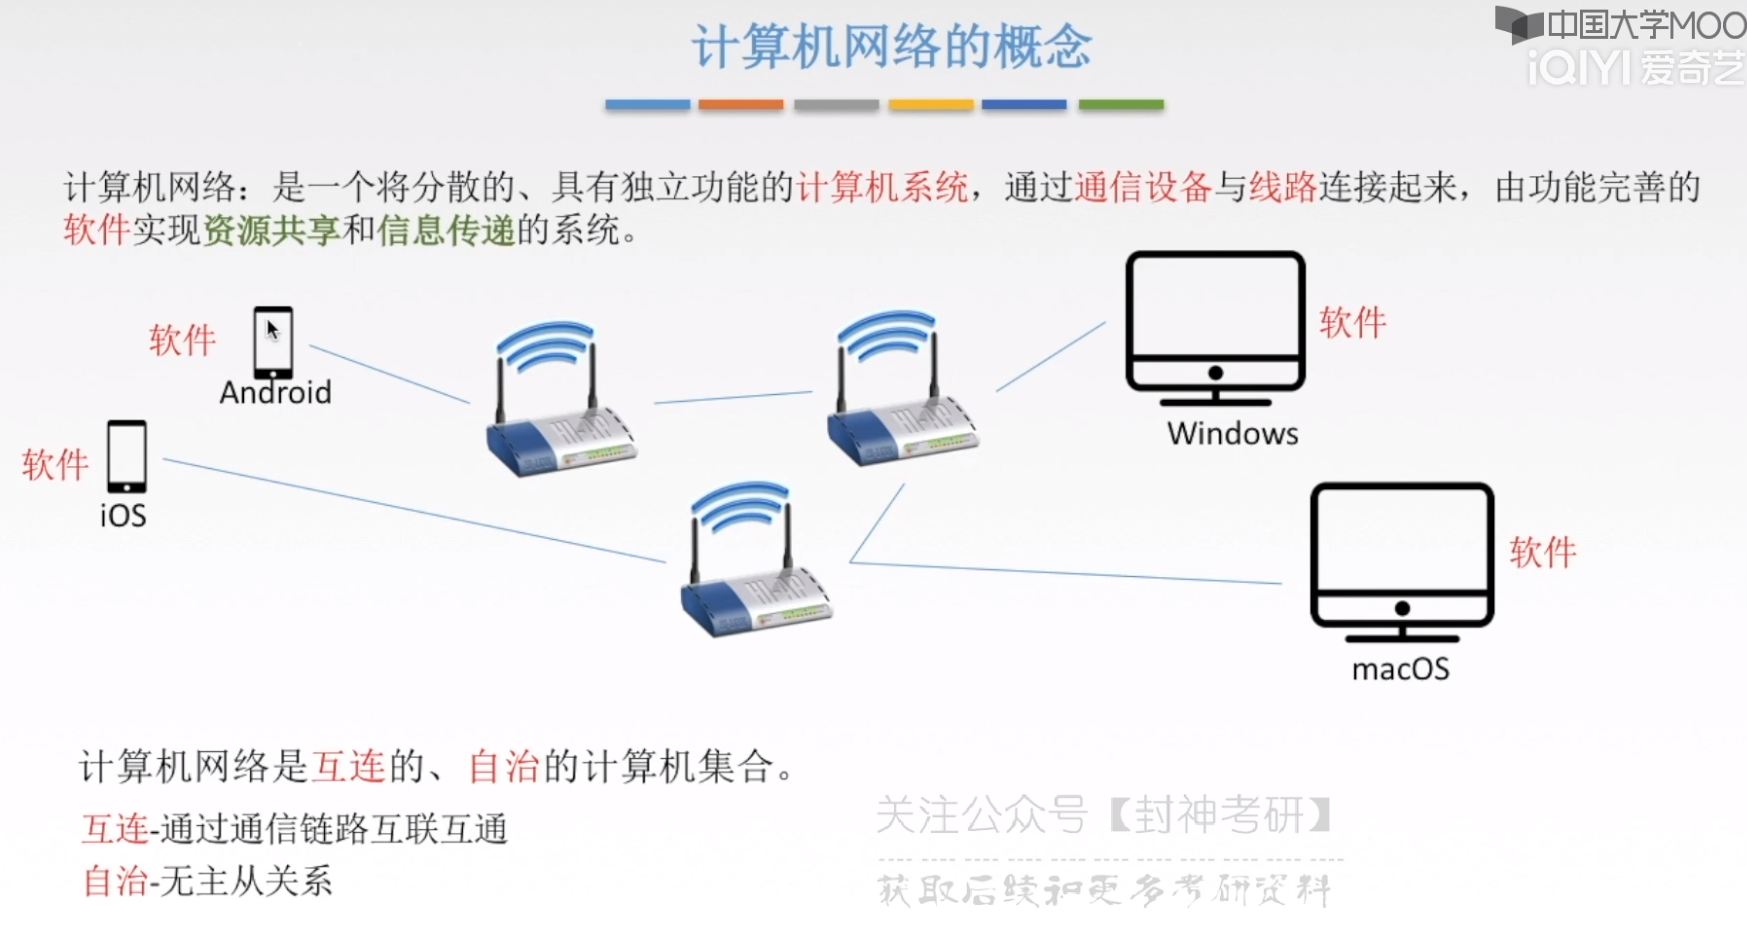 计算机网络的概念
中国大学MOO
iQIYI 爱奇艺
计算机网络：是一个将分散的、具有独立功能的计算机系统，通过通信设备与线路连接起来，由功能完善的
软件实现资源共享和信息传递的系统。
软件
Android
软件
iOS
软件
Windows
软件
macOS
计算机网络是互连的、自治的计算机集合。
互连-通过通信链路互联互通
自治-无主从关系
关注公众号【封神考研】
获取后续和更多考研资料